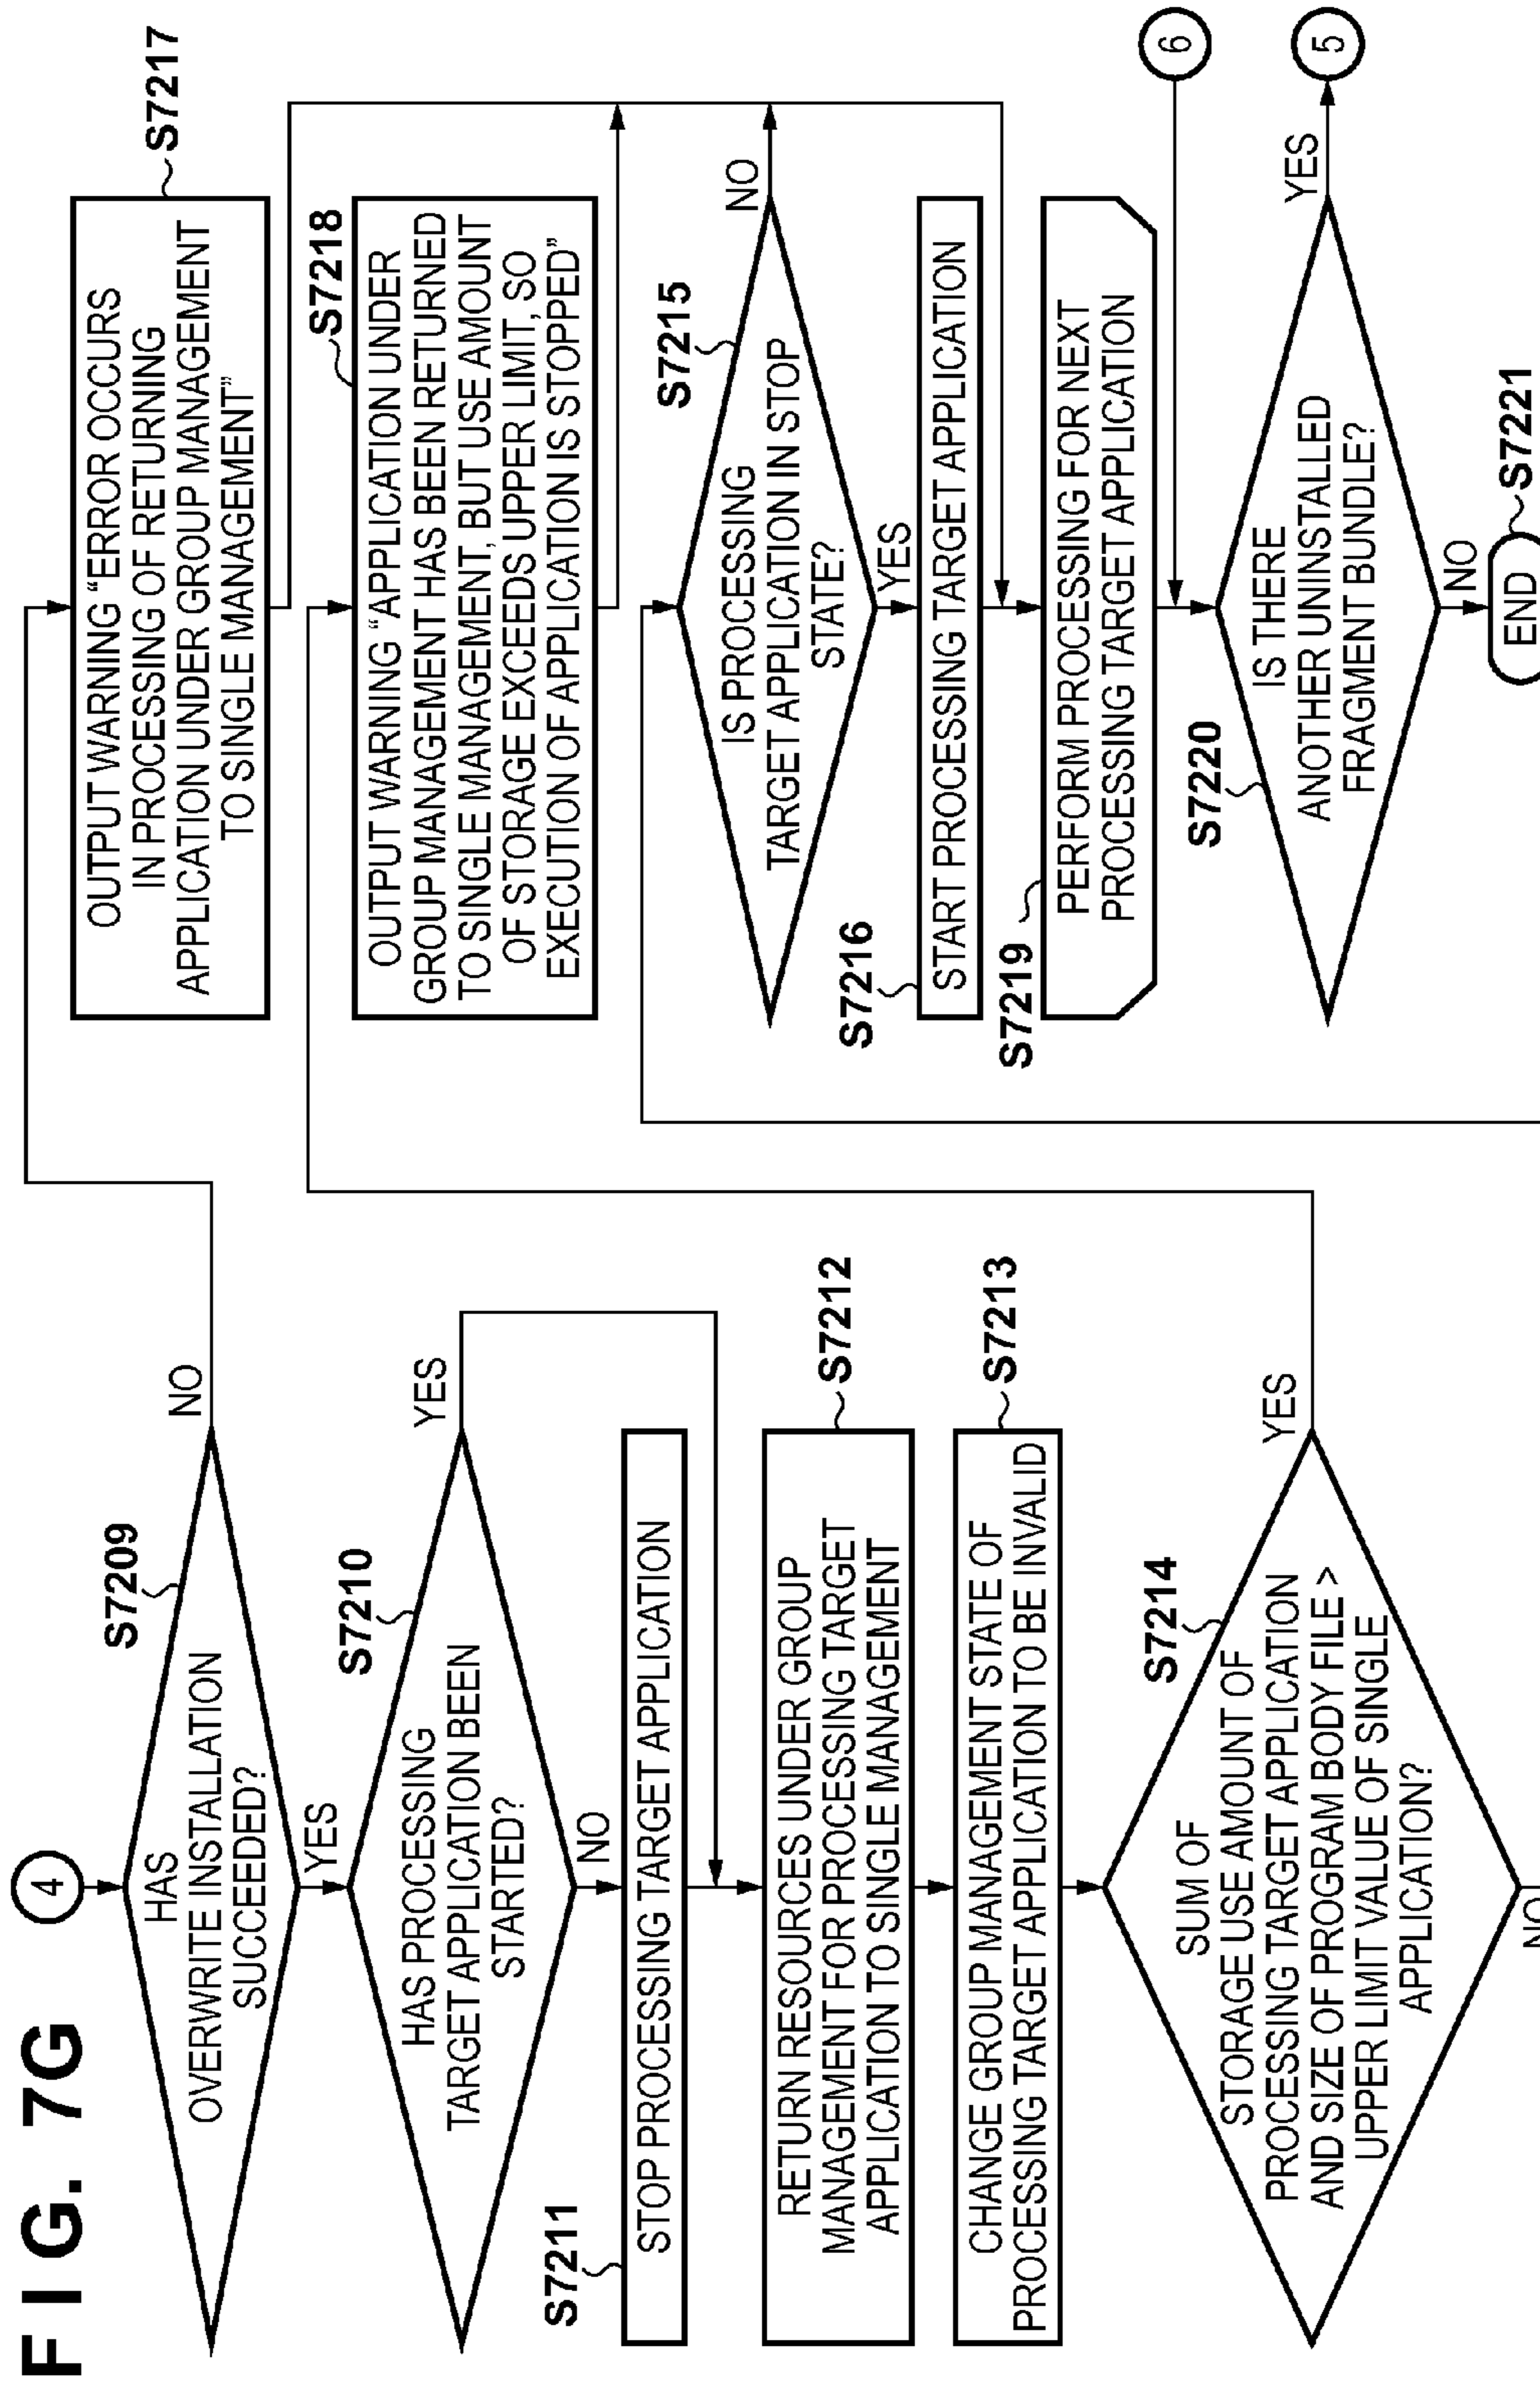 FIG. 7G
4
S7209
HAS
OVERWRITE INSTALLATION
SUCCEEDED?
NO
YES
S7210
HAS PROCESSING
TARGET APPLICATION BEEN
STARTED?
YES
NO
S7211
STOP PROCESSING TARGET APPLICATION
S7212
RETURN RESOURCES UNDER GROUP
MANAGEMENT FOR PROCESSING TARGET
APPLICATION TO SINGLE MANAGEMENT
S7213
CHANGE GROUP MANAGEMENT STATE OF
PROCESSING TARGET APPLICATION TO BE INVALID
S7214
SUM OF
STORAGE USE AMOUNT OF
PROCESSING TARGET APPLICATION
AND SIZE OF PROGRAM BODY FILE >
UPPER LIMIT VALUE OF SINGLE
APPLICATION?
YES
NO
S7217
OUTPUT WARNING “ERROR OCCURS
IN PROCESSING OF RETURNING
APPLICATION UNDER GROUP MANAGEMENT
TO SINGLE MANAGEMENT”
S7218
OUTPUT WARNING “APPLICATION UNDER
GROUP MANAGEMENT HAS BEEN RETURNED
TO SINGLE MANAGEMENT, BUT USE AMOUNT
OF STORAGE EXCEEDS UPPER LIMIT, SO
EXECUTION OF APPLICATION IS STOPPED”
S7215
IS PROCESSING
TARGET APPLICATION IN STOP
STATE?
NO
YES
S7216
START PROCESSING TARGET APPLICATION
S7219
PERFORM PROCESSING FOR NEXT
PROCESSING TARGET APPLICATION
6
S7220
IS THERE
ANOTHER UNINSTALLED
FRAGMENT BUNDLE?
YES
5
NO
END
S7221